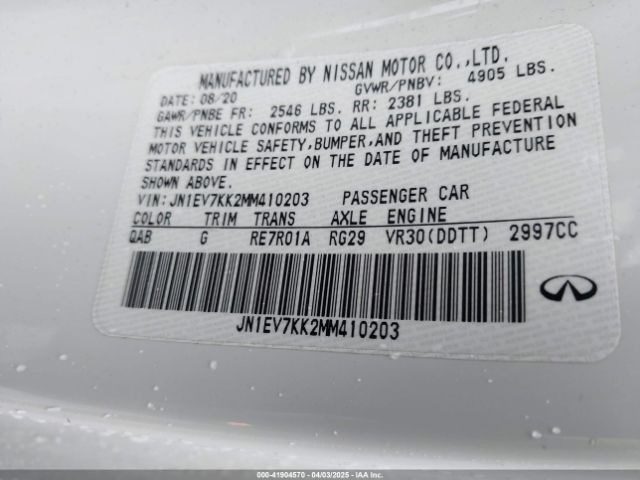 MANUFACTURED BY NISSAN MOTOR CO.,LTD.
DATE: 08/20 GVWR/PNBV: 4905 LBS.
GAWR/PNBE FR: 2546 LBS. RR: 2381 LBS.
THIS VEHICLE CONFORMS TO ALL APPLICABLE FEDERAL
MOTOR VEHICLE SAFETY,BUMPER,AND THEFT PREVENTION
STANDARDS IN EFFECT ON THE DATE OF MANUFACTURE
SHOWN ABOVE.
VIN:JN1EV7KK2MM410203 PASSENGER CAR
COLOR TRIM TRANS AXLE ENGINE
QAB G RE7R01A RG29 VR30(DDTT) 2997CC
JN1EV7KK2MM410203
000-41904570 - 04/03/2025 - IAA Inc.